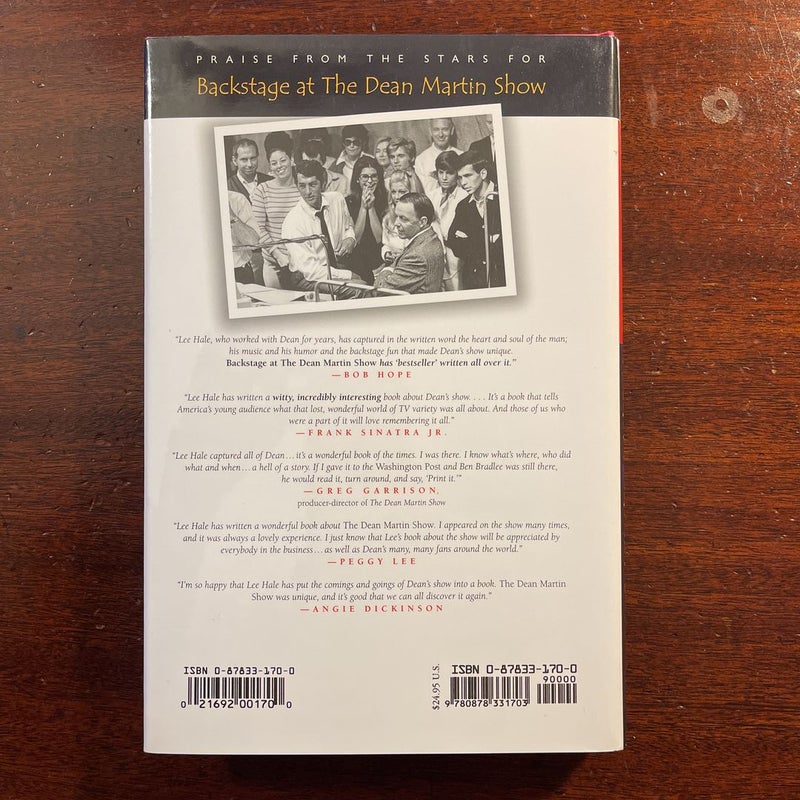 PRAISE FROM THE STARS FOR
Backstage at The Dean Martin Show
“Lee Hale, who worked with Dean for years, has captured in the written word the heart and soul of the man;
his music and his humor and the backstage fun that made Dean’s show unique.
Backstage at The Dean Martin Show has ‘bestseller’ written all over it.”
—BOB HOPE
“Lee Hale has written a witty, incredibly interesting book about Dean’s show. . . . It’s a book that tells
America’s young audience what that lost, wonderful world of TV variety was all about. And those of us who
were a part of it will love remembering it all.”
—FRANK SINATRA JR.
“Lee Hale captured all of Dean… it’s a wonderful book of the times. I was there. I know what’s where, who did
what and when… a hell of a story. If I gave it to the Washington Post and Ben Bradlee was still there,
he would read it, turn around, and say, ‘Print it.’”
—GREG GARRISON,
producer-director of The Dean Martin Show
“Lee Hale has written a wonderful book about The Dean Martin Show. I appeared on the show many times,
and it was always a lovely experience. I just know that Lee’s book about the show will be appreciated by
everybody in the business… as well as Dean’s many, many fans around the world.”
—PEGGY LEE
“I’m so happy that Lee Hale has put the comings and goings of Dean’s show into a book. The Dean Martin
Show was unique, and it’s good that we can all discover it again.”
—ANGIE DICKINSON
ISBN 0-87833-170-0
0 21692 00170 0
$24.95 U.S.
ISBN 0-87833-170-0
90000
9 780878 331703